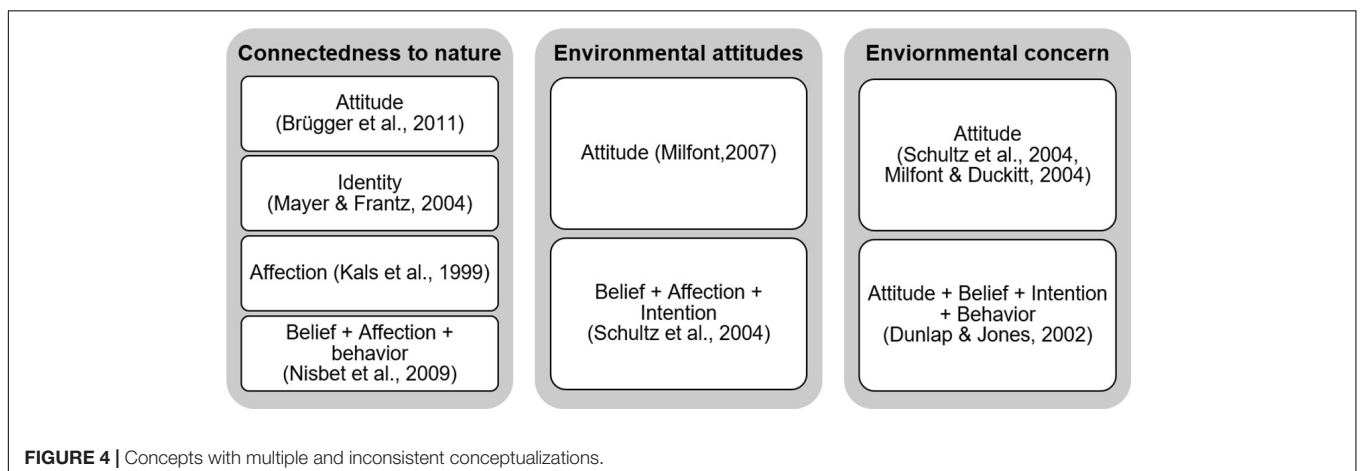 Connectedness to nature
Attitude
(Brügger et al., 2011)
Identity
(Mayer & Frantz, 2004)
Affection (Kals et al., 1999)
Belief + Affection +
behavior
(Nisbet et al., 2009)
Environmental attitudes
Attitude (Milfont,2007)
Belief + Affection +
Intention
(Schultz et al., 2004)
Enviornmental concern
Attitude
(Schultz et al., 2004,
Milfont & Duckitt, 2004)
Attitude + Belief + Intention
+ Behavior
(Dunlap & Jones, 2002)
FIGURE 4 | Concepts with multiple and inconsistent conceptualizations.